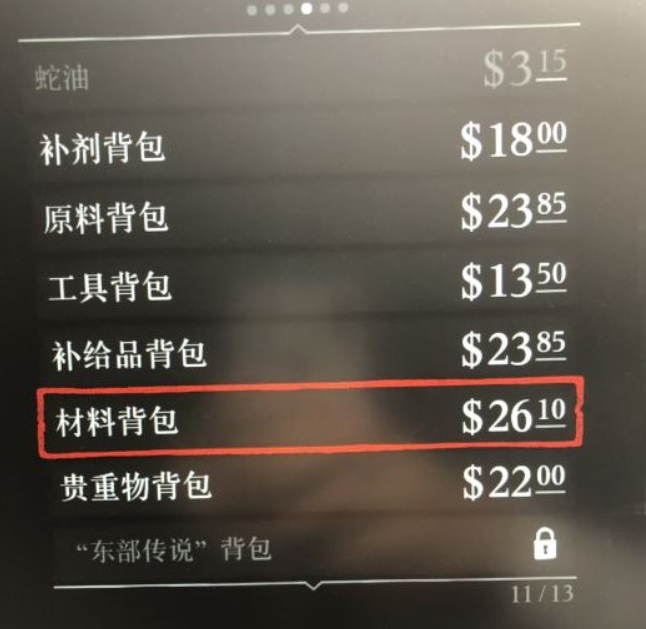 蛇油 $3.15
补剂背包 $18.00
原料背包 $23.85
工具背包 $13.50
补给品背包 $23.85
材料背包 $26.10
贵重物背包 $22.00
“东部传说”背包
11/13